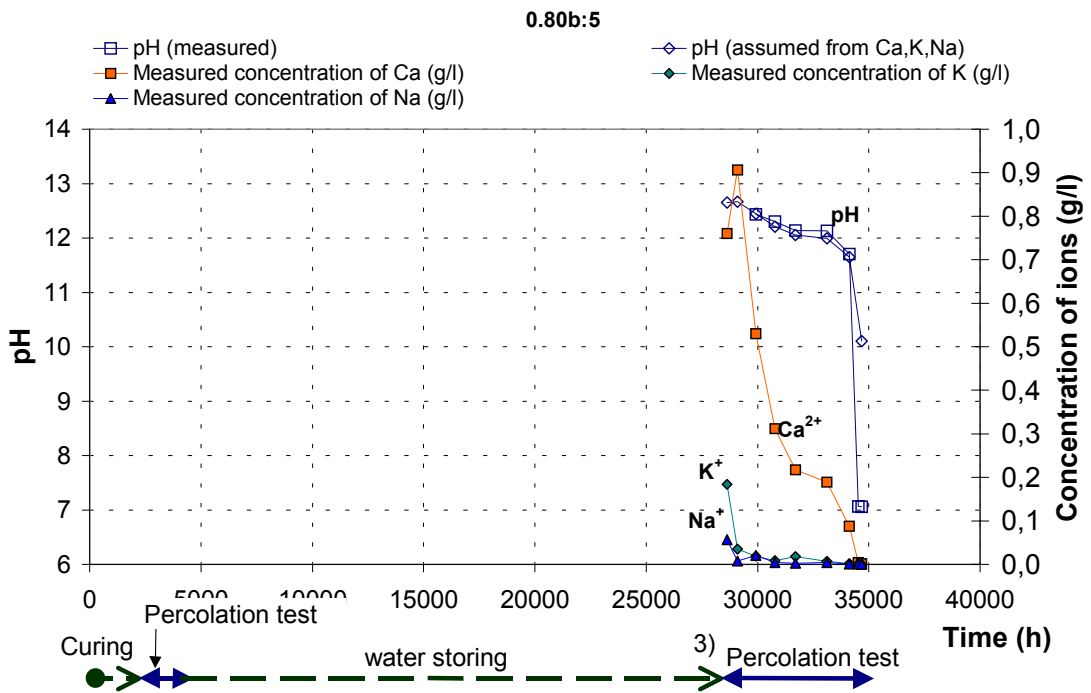 0.80b:5
pH (measured)
pH (assumed from Ca,K,Na)
Measured concentration of Ca (g/l)
Measured concentration of K (g/l)
Measured concentration of Na (g/l)
14
13
12
11
10
9
8
7
6
pH
1,0
0,9
0,8
0,7
0,6
0,5
0,4
0,3
0,2
0,1
0,0
Concentration of ions (g/l)
pH
Ca2+
K+
Na+
0
5000
10000
15000
20000
25000
30000
35000
40000
Time (h)
Percolation test
Curing
water storing
3)
Percolation test